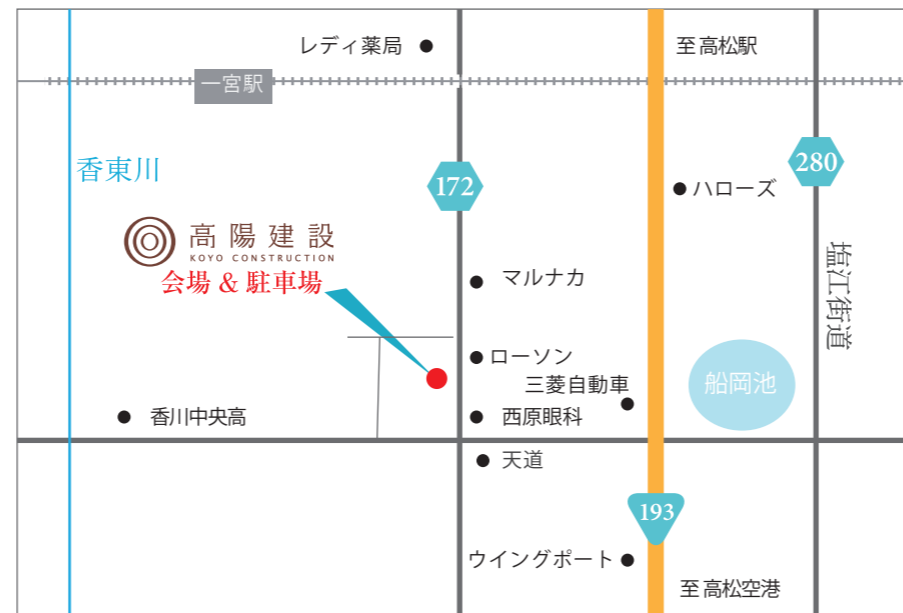 レディ薬局
至高松駅
一宮駅
香東川
280
172
ハローズ
高陽建設
KOYO CONSTRUCTION
会場 & 駐車場
マルナカ
塩江街道
ローソン
三菱自動車
船岡池
香川中央高
西原眼科
天道
193
ウイングポート
至高松空港